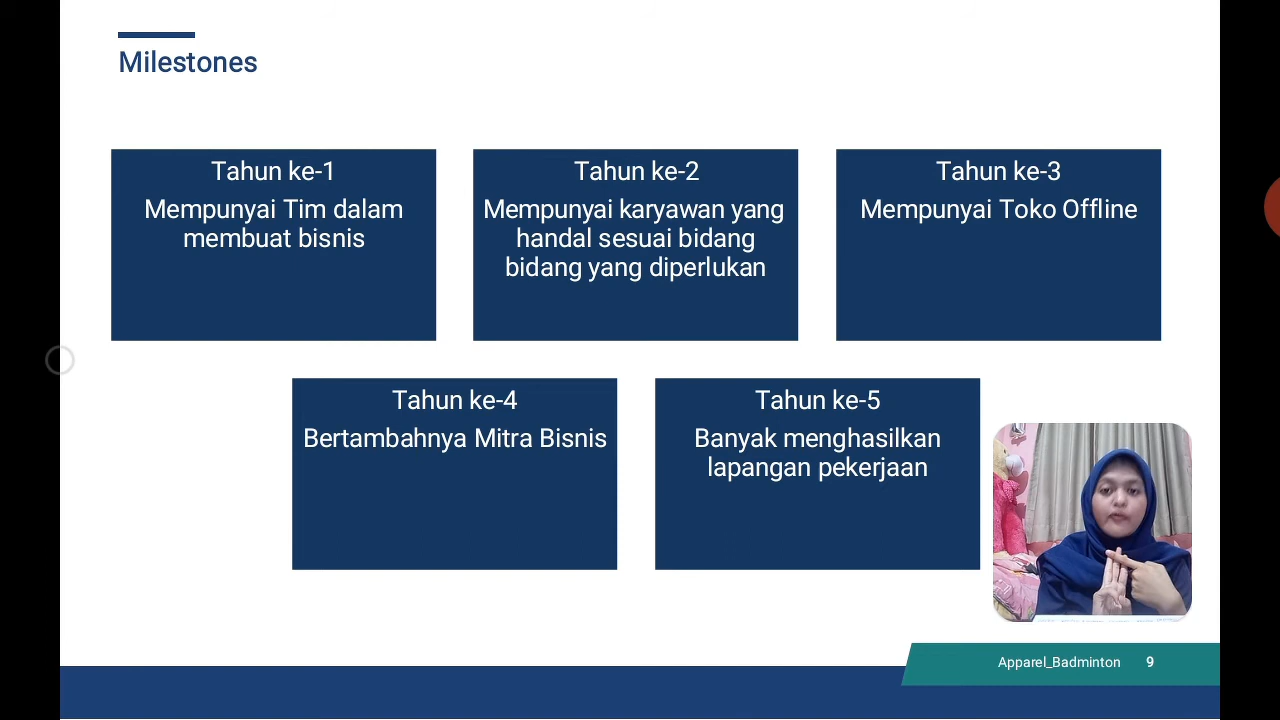 Milestones
Tahun ke-1
Mempunyai Tim dalam
membuat bisnis
Tahun ke-2
Mempunyai karyawan yang
handal sesuai bidang
bidang yang diperlukan
Tahun ke-3
Mempunyai Toko Offline
Tahun ke-4
Bertambahnya Mitra Bisnis
Tahun ke-5
Banyak menghasilkan
lapangan pekerjaan
Apparel_Badminton 9